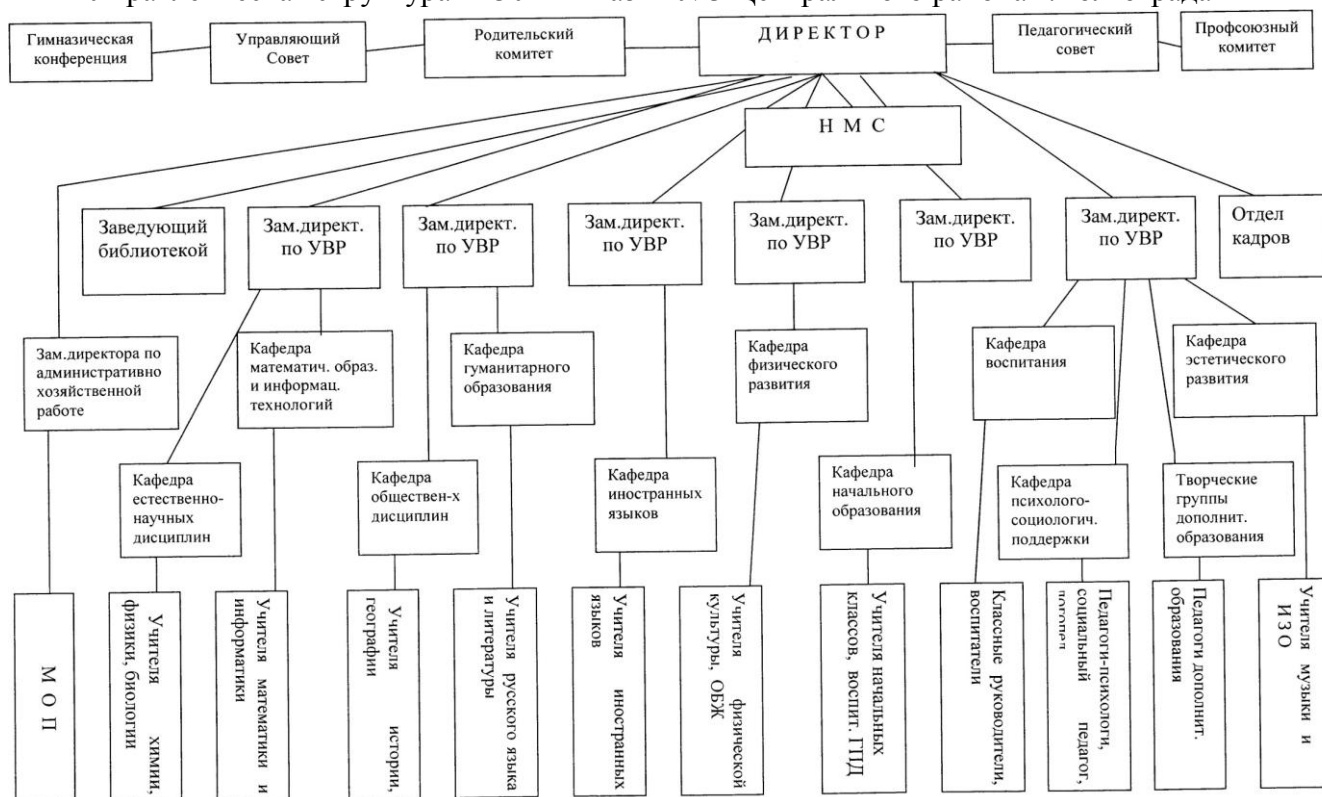 Гимназическая
конференция
Управляющий
Совет
Родительский
комитет
ДИРЕКТОР
Педагогический
совет
Профсоюзный
комитет
Н М С
Заведующий
библиотекой
Зам.директ.
по УВР
Зам.директ.
по УВР
Зам.директ.
по УВР
Зам.директ.
по УВР
Зам.директ.
по УВР
Зам.директ.
по УВР
Отдел
кадров
Зам.директора по
административно
хозяйственной
работе
Кафедра
математич. образ.
и информац.
технологий
Кафедра
гуманитарного
образования
Кафедра
физического
развития
Кафедра
воспитания
Кафедра
эстетического
развития
Кафедра
естественно-
научных
дисциплин
Кафедра
обществен-х
дисциплин
Кафедра
иностранных
языков
Кафедра
начального
образования
Кафедра
психолого-
социологич.
поддержки
Творческие
группы
дополнит.
образования
М О П
Учителя химии,
физики, биологии
Учителя математики и
информатики
Учителя истории,
географии
Учителя русского языка
и литературы
Учителя иностранных
языков
Учителя физической
культуры, ОБЖ
Учителя начальных
классов, воспит. ГПД
Классные руководители,
воспитатели
Педагоги-психологи,
социальный педагог,
Педагоги дополнит.
образования
Учителя музыки и
ИЗО